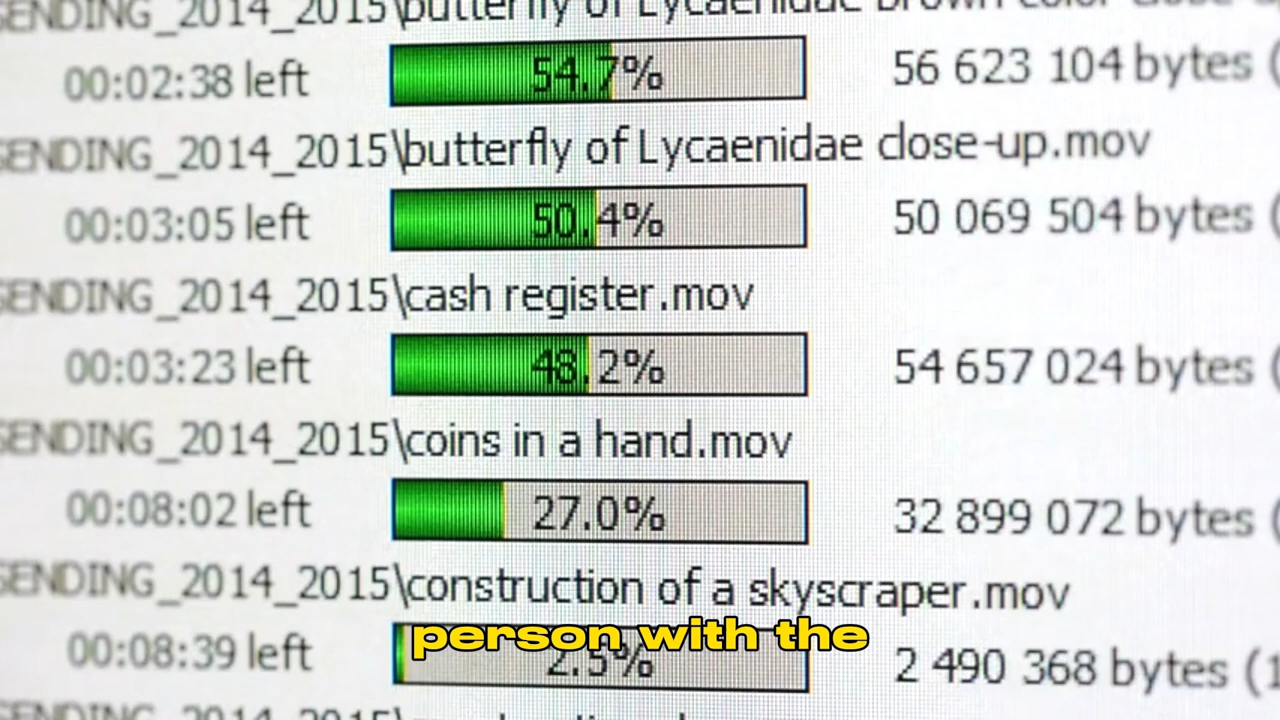 SENDING_2014_2015\butterfly of Lycaenidae brown color close-u
00:02:38 left 54.7% 56 623 104 bytes (
SENDING_2014_2015\butterfly of Lycaenidae close-up.mov
00:03:05 left 50.4% 50 069 504 bytes (
SENDING_2014_2015\cash register.mov
00:03:23 left 48.2% 54 657 024 bytes (
SENDING_2014_2015\coins in a hand.mov
00:08:02 left 27.0% 32 899 072 bytes (
SENDING_2014_2015\construction of a skyscraper.mov
person with the
00:08:39 left 2.5% 2 490 368 bytes (1
SENDING_2014_2015\